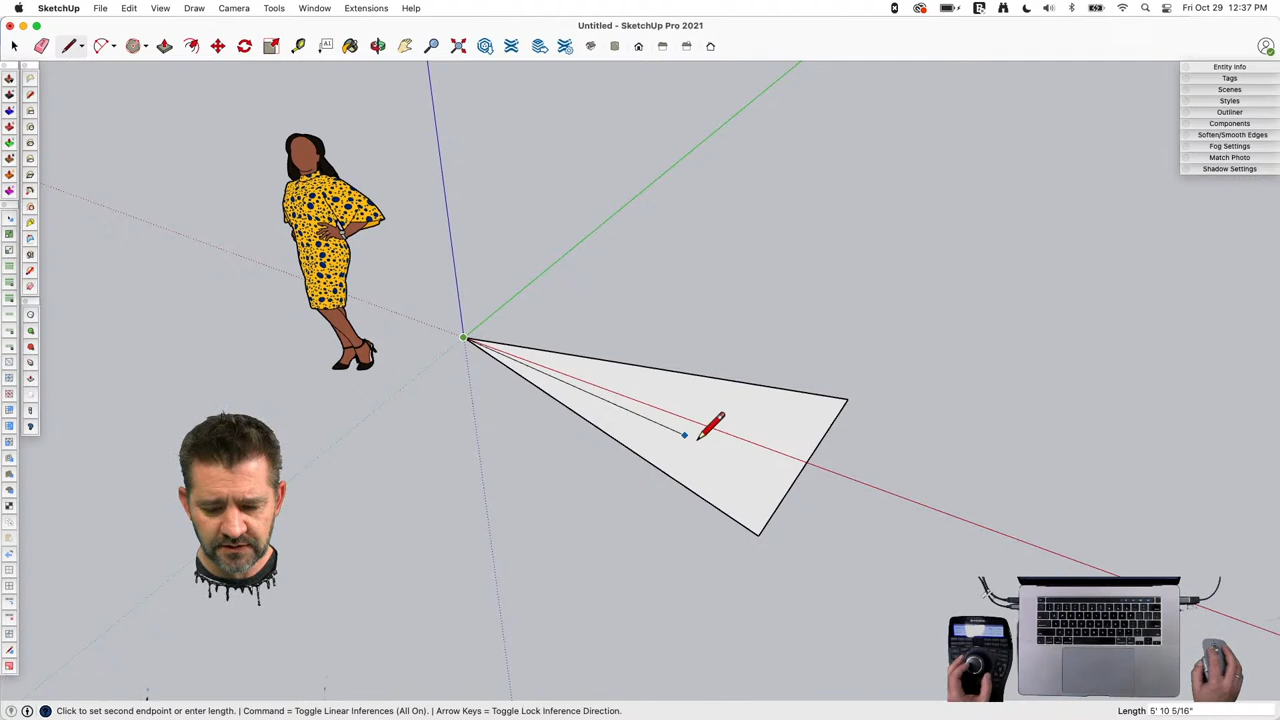 SketchUp File Edit View Draw Camera Tools Window Extensions Help Fri Oct 29 12:37 PM
Untitled - SketchUp Pro 2021
A1
Entity Info
Tags
Scenes
Styles
Outliner
Components
Soften/Smooth Edges
Fog Settings
Match Photo
Shadow Settings
Click to set second endpoint or enter length. | Command = Toggle Linear Inferences (All On). | Arrow Keys = Toggle Lock Inference Direction. Length 5' 10 5/16"